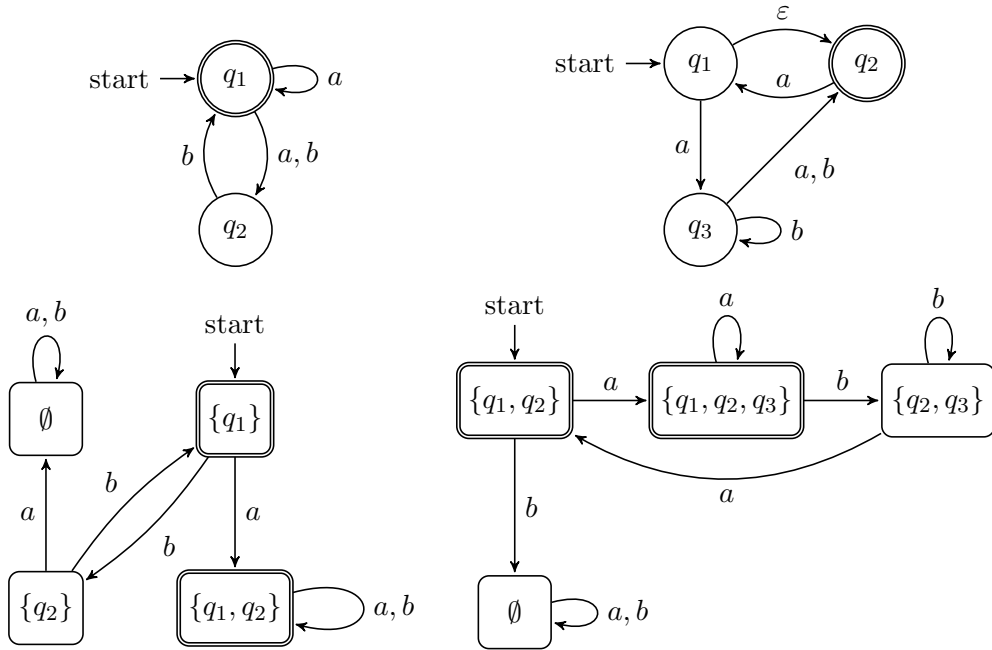 ε
start q₁ a
start q₁ a q₂
b a, b
a a, b
q₂
q₃ b
a, b start
start
a b
∅ {q₁} {q₁, q₂} a {q₁, q₂, q₃} b {q₂, q₃}
b
a a
b a
b
{q₂} {q₁, q₂} a, b
∅ a, b